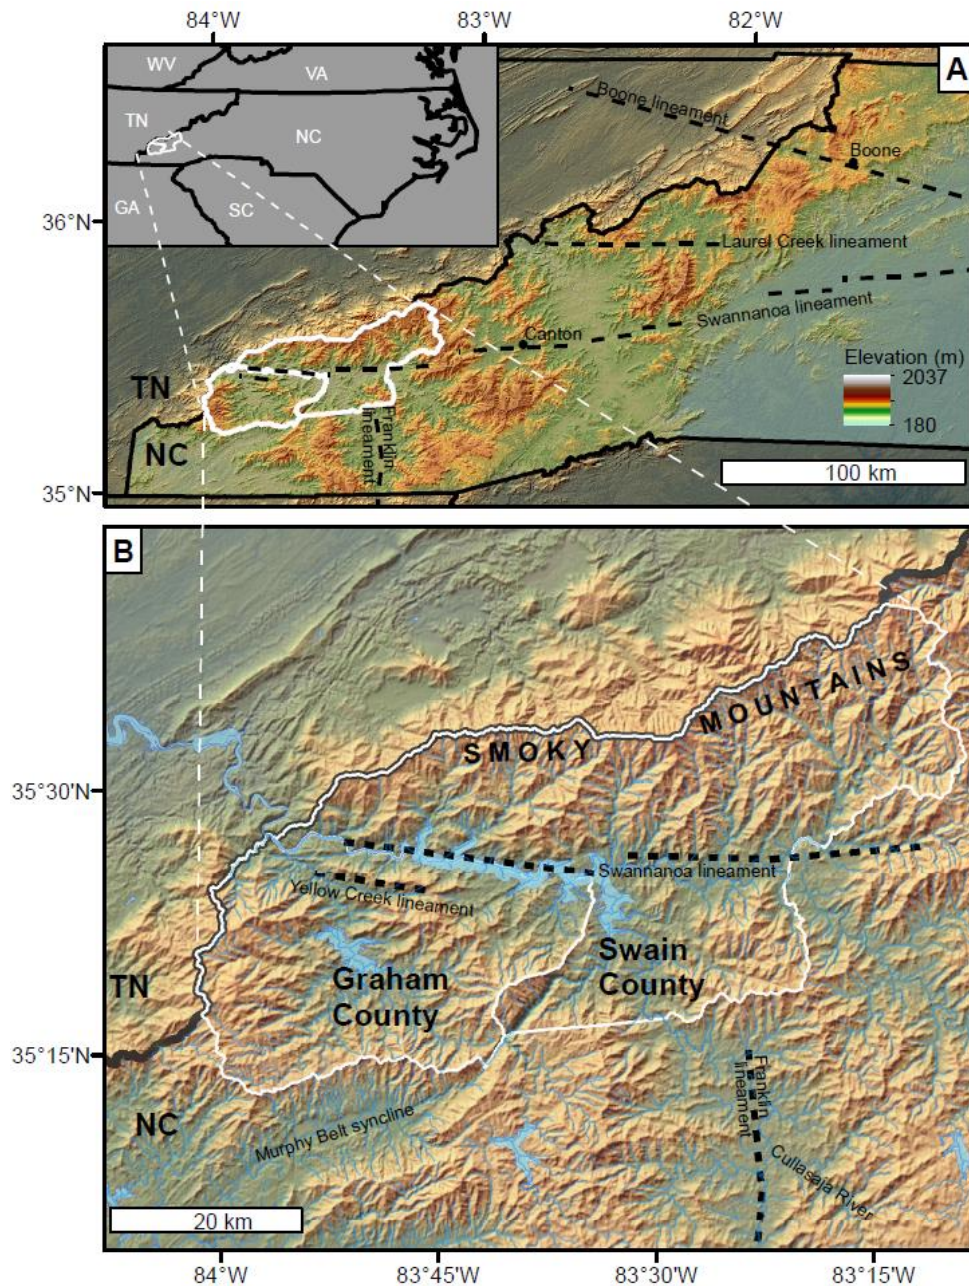 84°W
83°W
82°W
A
WV
VA
TN
NC
GA
SC
Boone lineament
Boone
36°N
Laurel Creek lineament
Swannanoa lineament
Canton
Elevation (m)
2037
180
TN
NC
Franklin
lineament
35°N
100 km
B
SMOKY
MOUNTAINS
35°30'N
Swannanoa lineament
Yellow Creek lineament
Graham
County
Swain
County
TN
35°15'N
NC
Franklin
lineament
Murphy Belt syncline
Cullasaja River
20 km
84°W
83°45'W
83°30'W
83°15'W